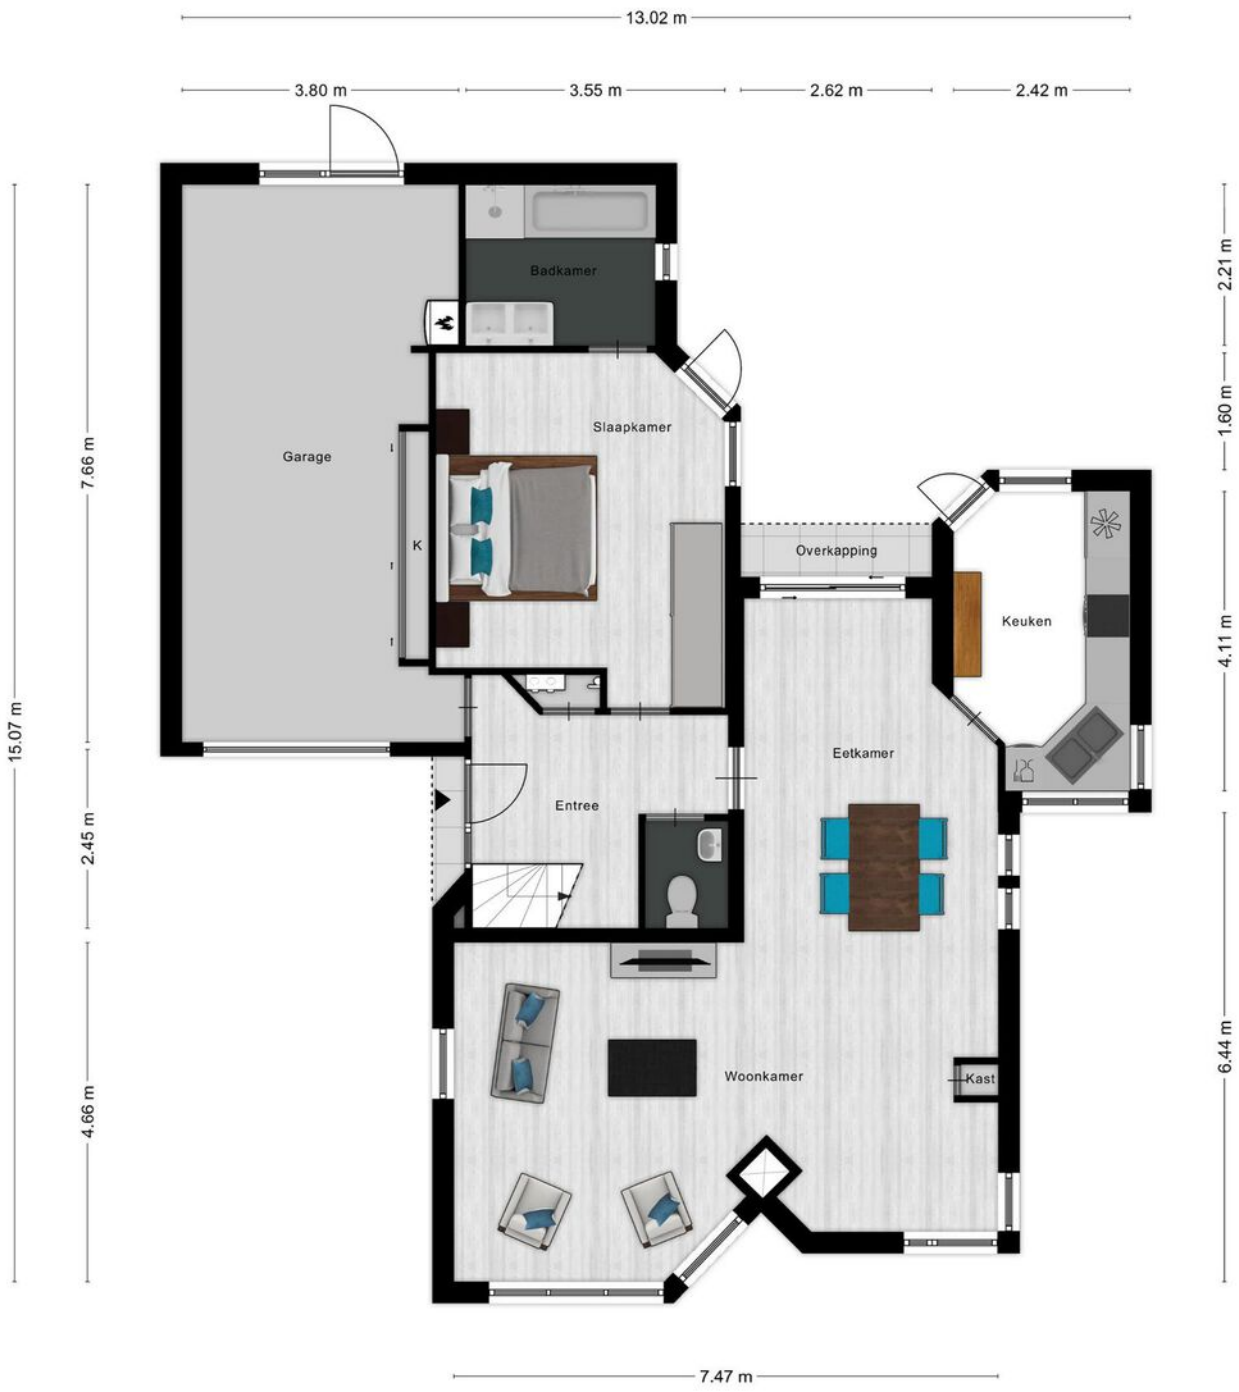 13.02 m
3.80 m
3.55 m
2.62 m
2.42 m
2.21 m
Badkamer
1.60 m
Slaapkamer
7.66 m
Garage
K
Overkapping
Keuken
4.11 m
15.07 m
Eetkamer
Entree
2.45 m
6.44 m
Woonkamer
Kast
4.66 m
7.47 m